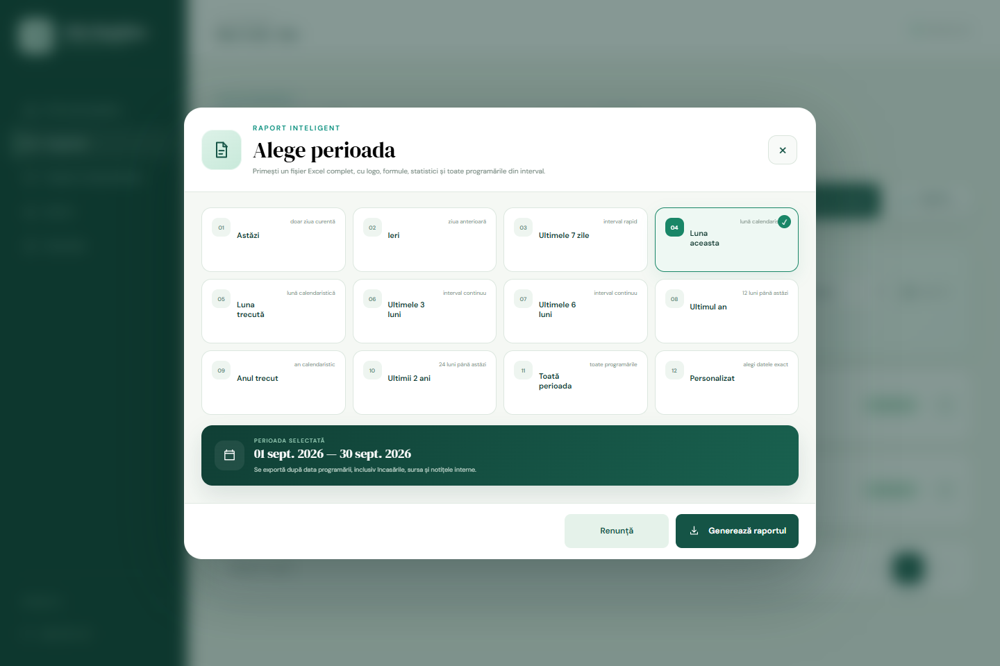 RAPORT INTELIGENT
Alege perioada
Primești un fișier Excel complet, cu logo, formule, statistici și toate programările din interval.
01
doar ziua curentă
Astăzi
02
ziua anterioară
Ieri
03
interval rapid
Ultimele 7 zile
04
lună calendaris
Luna
aceasta
05
lună calendaristică
Luna
trecută
06
interval continuu
Ultimele 3
luni
07
interval continuu
Ultimele 6
luni
08
12 luni până astăzi
Ultimul an
09
an calendaristic
Anul trecut
10
24 luni până astăzi
Ultimii 2 ani
11
toate programările
Toată
perioada
12
alegi datele exact
Personalizat
PERIOADA SELECTATĂ
01 sept. 2026 — 30 sept. 2026
Se exportă după data programării, inclusiv încasările, sursa și notițele interne.
Renunță
Generează raportul